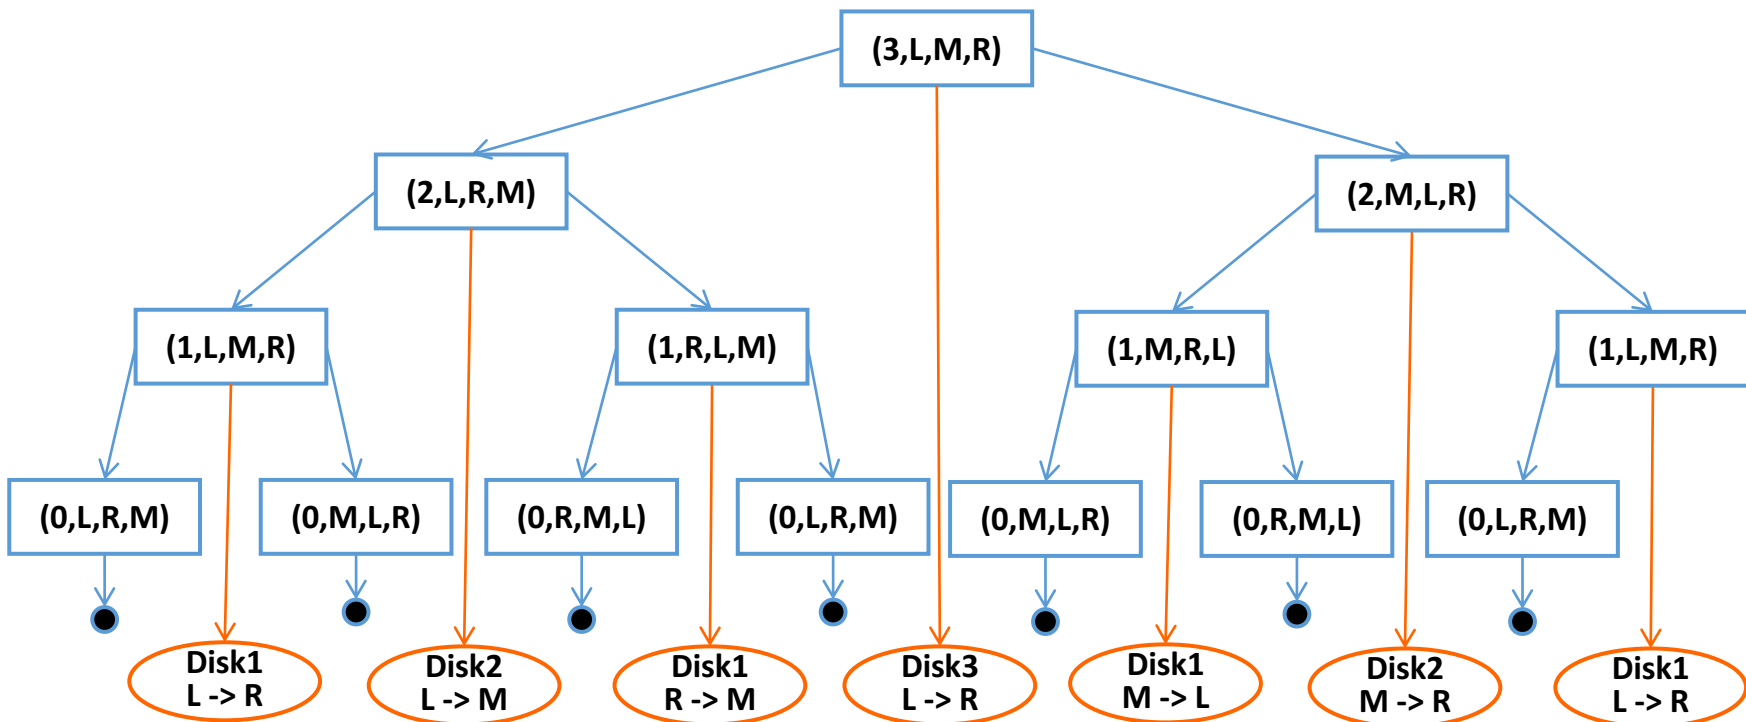 (3,L,M,R)
(2,L,R,M)
(2,M,L,R)
(1,L,M,R)
(1,R,L,M)
(1,M,R,L)
(1,L,M,R)
(0,L,R,M)
(0,M,L,R)
(0,R,M,L)
(0,L,R,M)
(0,M,L,R)
(0,R,M,L)
(0,L,R,M)
Disk1
L -> R
Disk2
L -> M
Disk1
R -> M
Disk3
L -> R
Disk1
M -> L
Disk2
M -> R
Disk1
L -> R